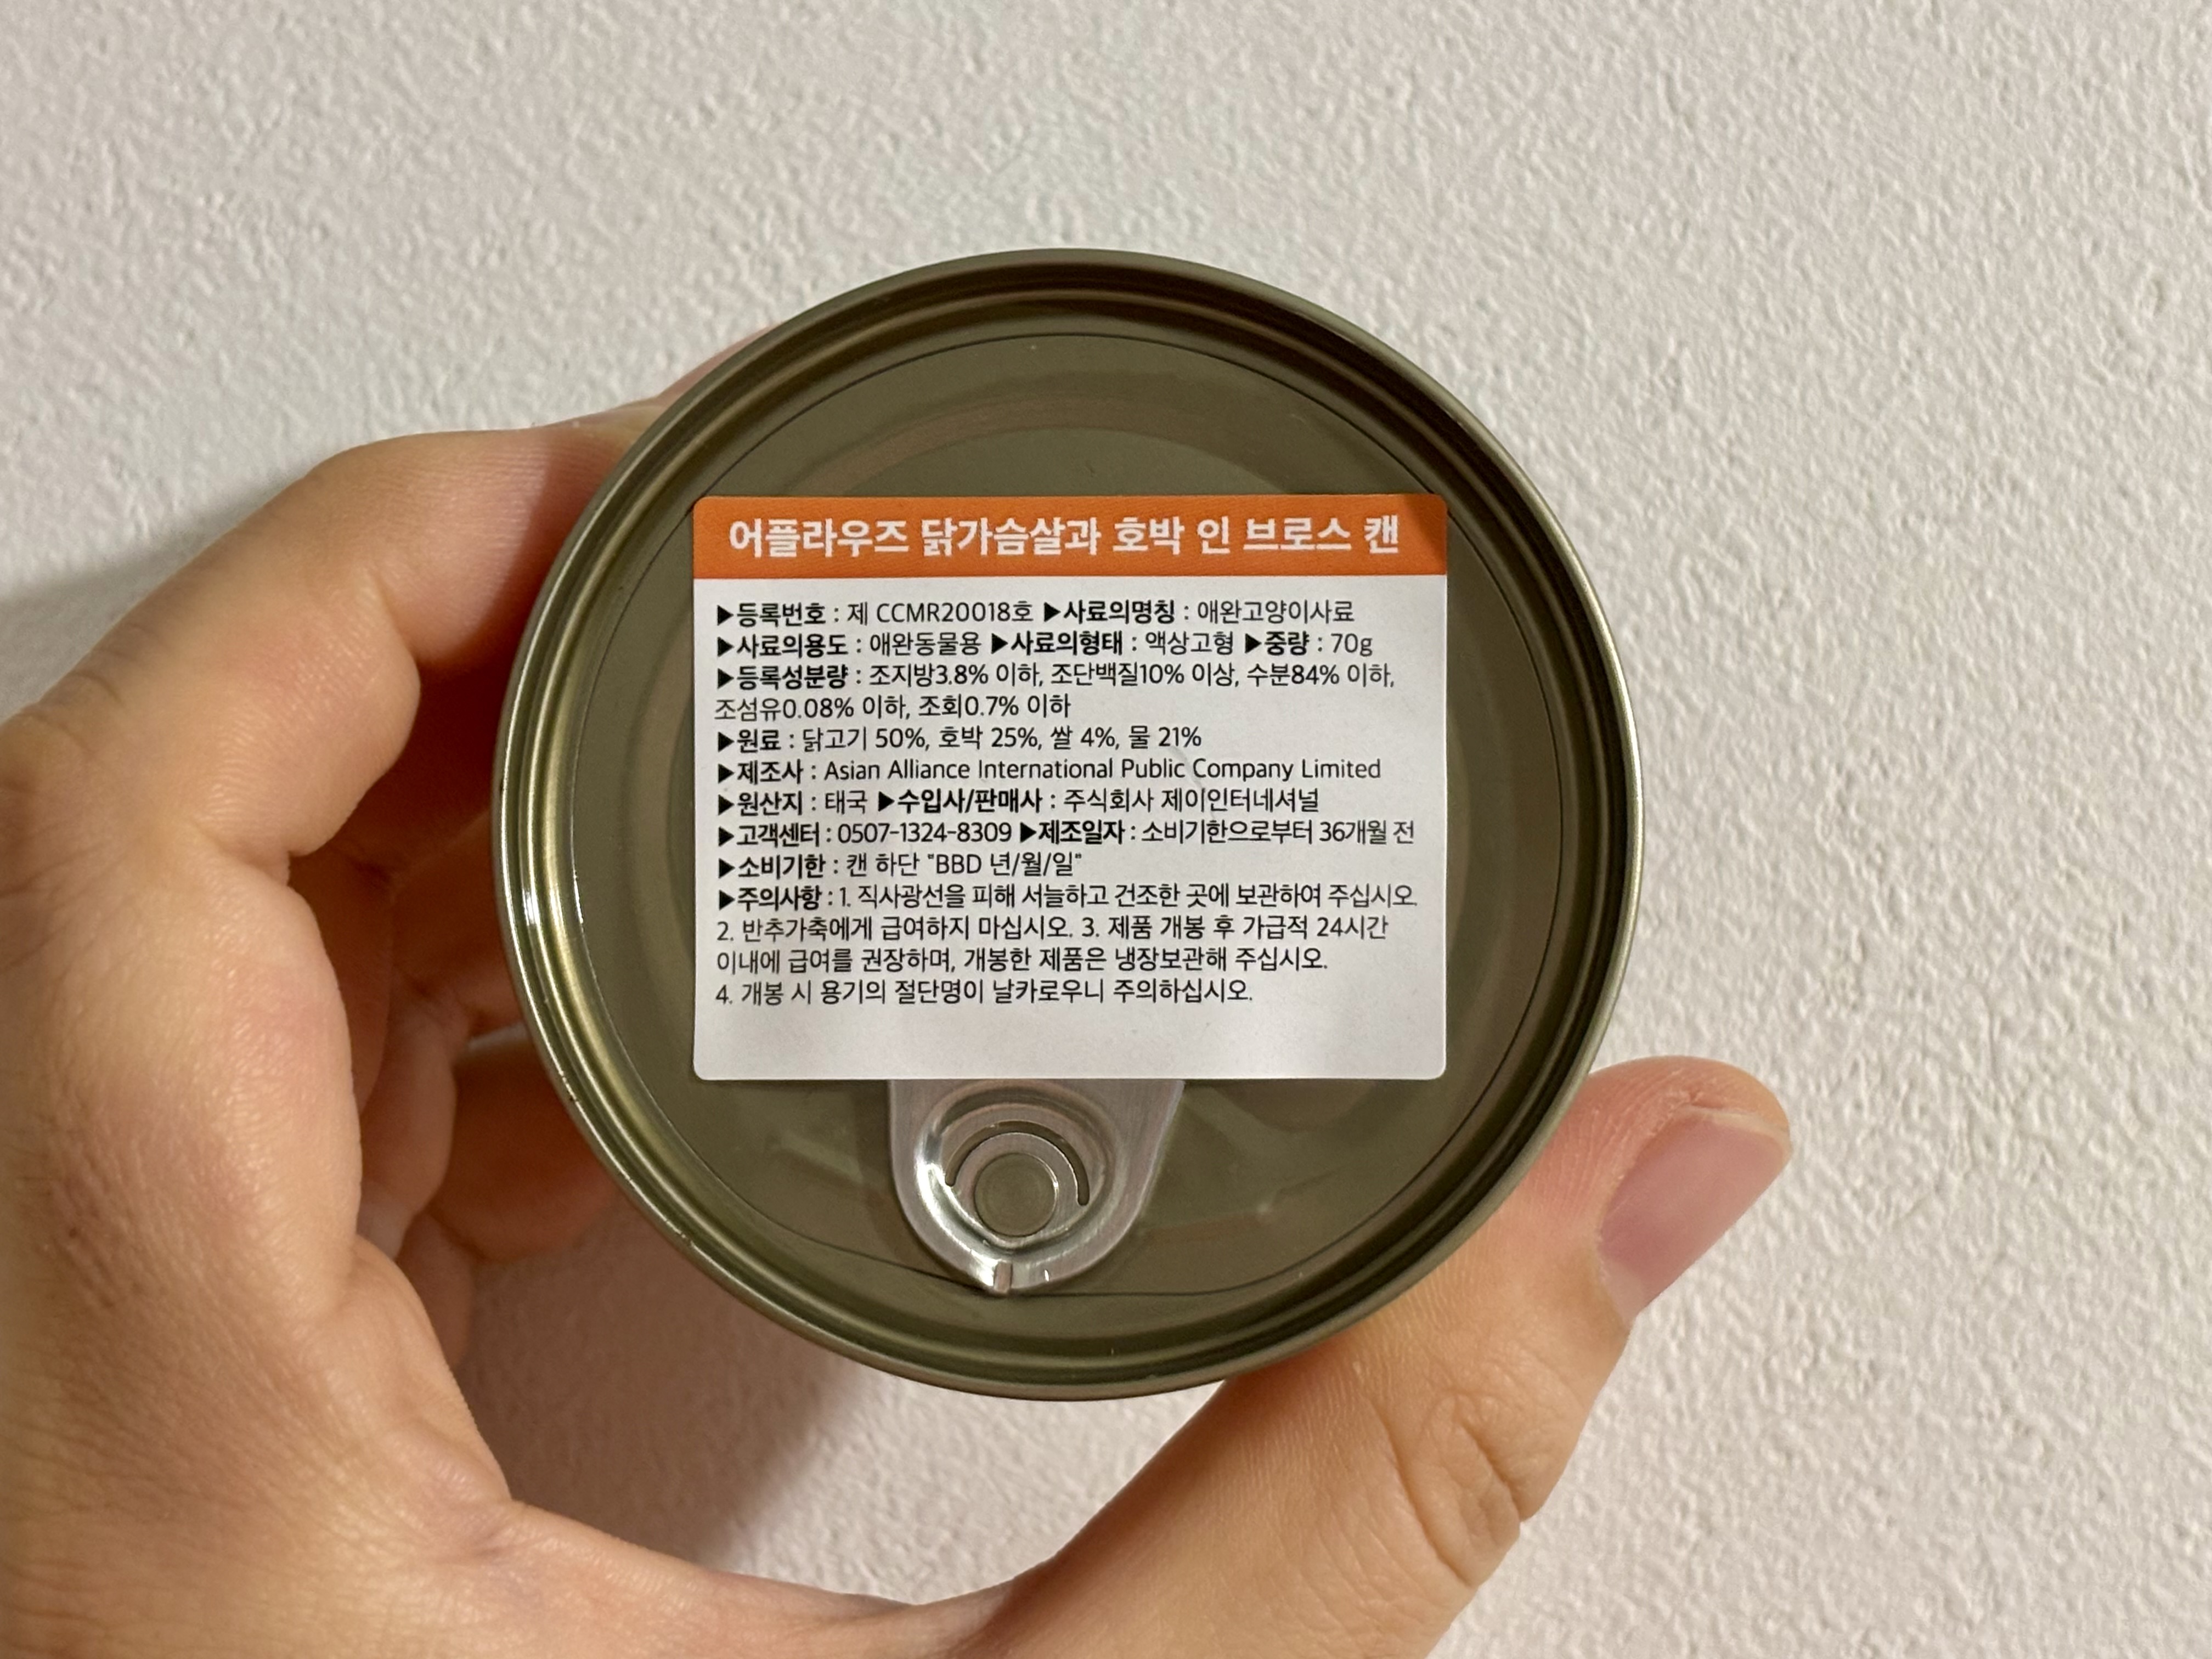 어플라우즈 닭가슴살과 호박 인 브로스 캔
▶등록번호 : 제 CCMR20018호 ▶사료의명칭 : 애완고양이사료
▶사료의용도 : 애완동물용 ▶사료의형태 : 액상고형 ▶중량 : 70g
▶등록성분량 : 조지방3.8% 이하, 조단백질10% 이상, 수분84% 이하,
조섬유0.08% 이하, 조회0.7% 이하
▶원료 : 닭고기 50%, 호박 25%, 쌀 4%, 물 21%
▶제조사 : Asian Alliance International Public Company Limited
▶원산지 : 태국 ▶수입사/판매사 : 주식회사 제이인터네셔널
▶고객센터 : 0507-1324-8309 ▶제조일자 : 소비기한으로부터 36개월 전
▶소비기한 : 캔 하단 "BBD 년/월/일"
▶주의사항 : 1. 직사광선을 피해 서늘하고 건조한 곳에 보관하여 주십시오.
2. 반추가축에게 급여하지 마십시오. 3. 제품 개봉 후 가급적 24시간
이내에 급여를 권장하며, 개봉한 제품은 냉장보관해 주십시오.
4. 개봉 시 용기의 절단명이 날카로우니 주의하십시오.